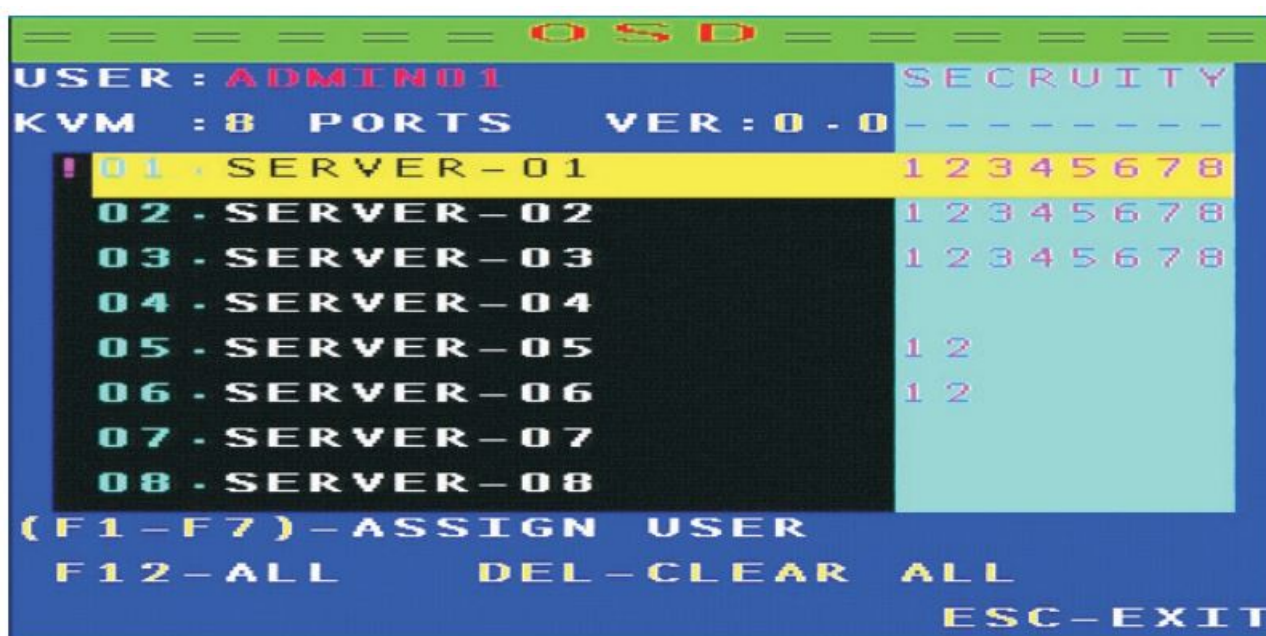 = = = = = = OSD = = = = = =
USER:ADMIN01 SECRUITY
KVM :8 PORTS VER:0.0 --------
! 01.SERVER-01 12345678
02.SERVER-02 12345678
03.SERVER-03 12345678
04.SERVER-04
05.SERVER-05 12
06.SERVER-06 12
07.SERVER-07
08.SERVER-08
(F1-F7)-ASSIGN USER
F12-ALL DEL-CLEAR ALL
ESC-EXIT